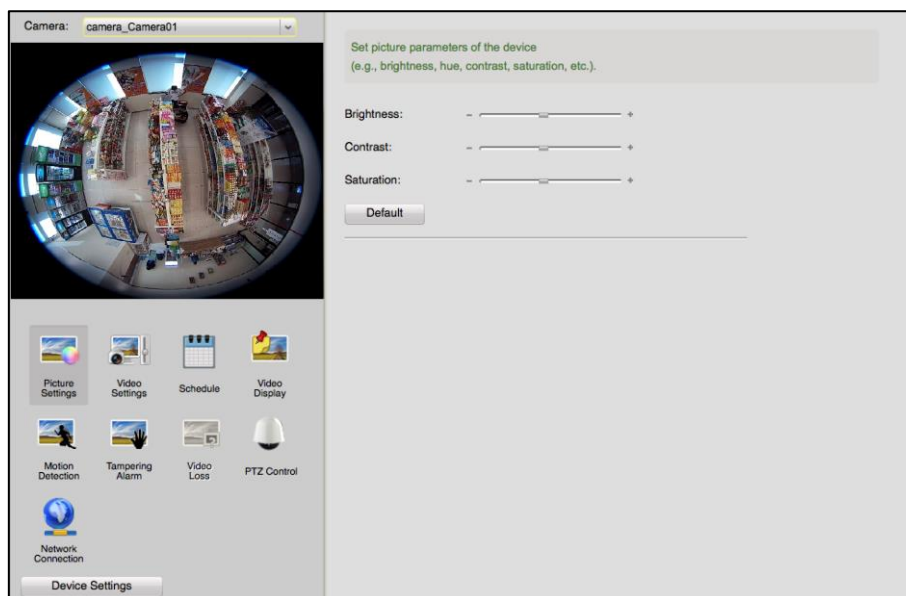 Camera:
camera_Camera01
Set picture parameters of the device
(e.g., brightness, hue, contrast, saturation, etc.).
Brightness: - +
Contrast: - +
Saturation: - +
Default
Picture
Settings
Video
Settings
Schedule
Video
Display
Motion
Detection
Tampering
Alarm
Video
Loss
PTZ Control
Network
Connection
Device Settings